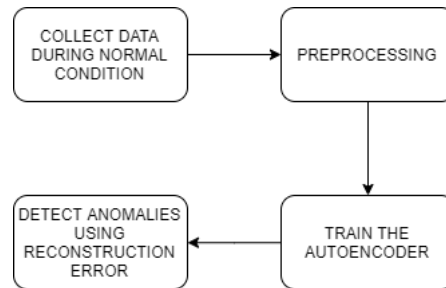 COLLECT DATA
DURING NORMAL
CONDITION
PREPROCESSING
TRAIN THE
AUTOENCODER
DETECT ANOMALIES
USING
RECONSTRUCTION
ERROR